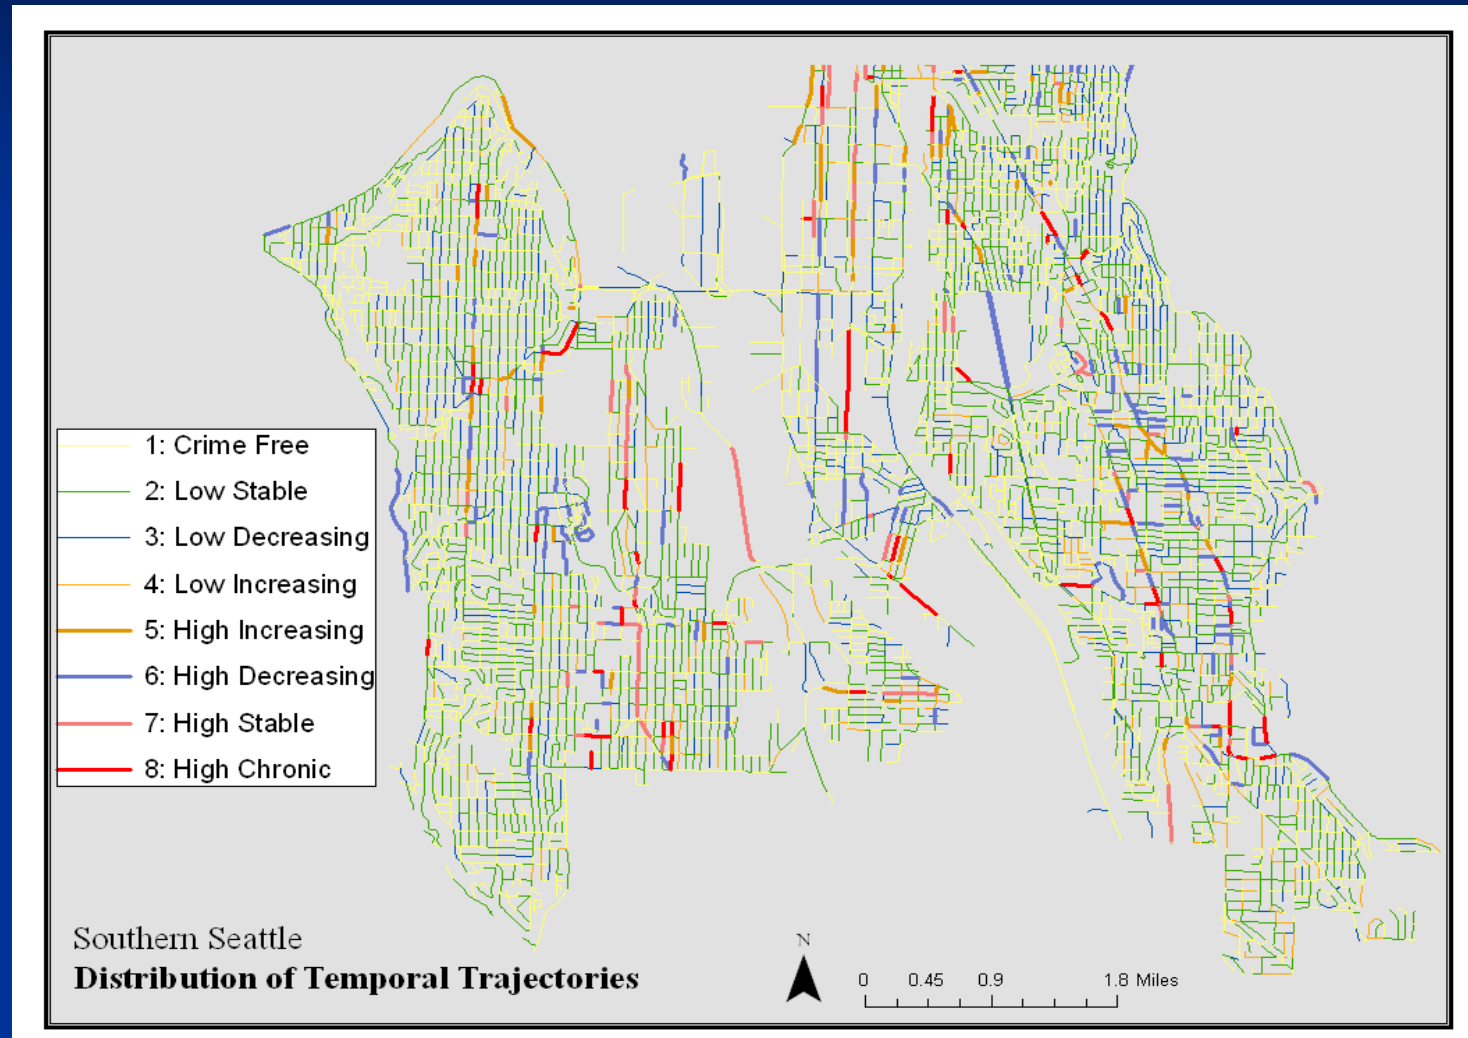 1: Crime Free
2: Low Stable
3: Low Decreasing
4: Low Increasing
5: High Increasing
6: High Decreasing
7: High Stable
8: High Chronic
Southern Seattle
Distribution of Temporal Trajectories
N
0 0.45 0.9 1.8 Miles